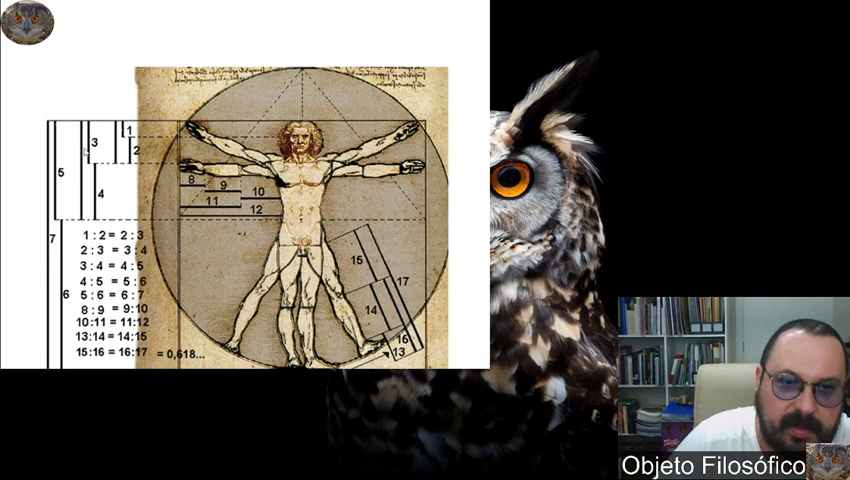 1
3
2
5
4
8
9
10
11
12
7
1:2= 2:3
2:3 = 3:4
3:4= 4:5
4:5 = 5:6
6
5:6= 6:7
8:9 = 9:10
10:11 = 11:12
13:14 = 14:15
15:16 = 16:17 = 0,618...
15
17
14
16
13
Objeto Filosófico